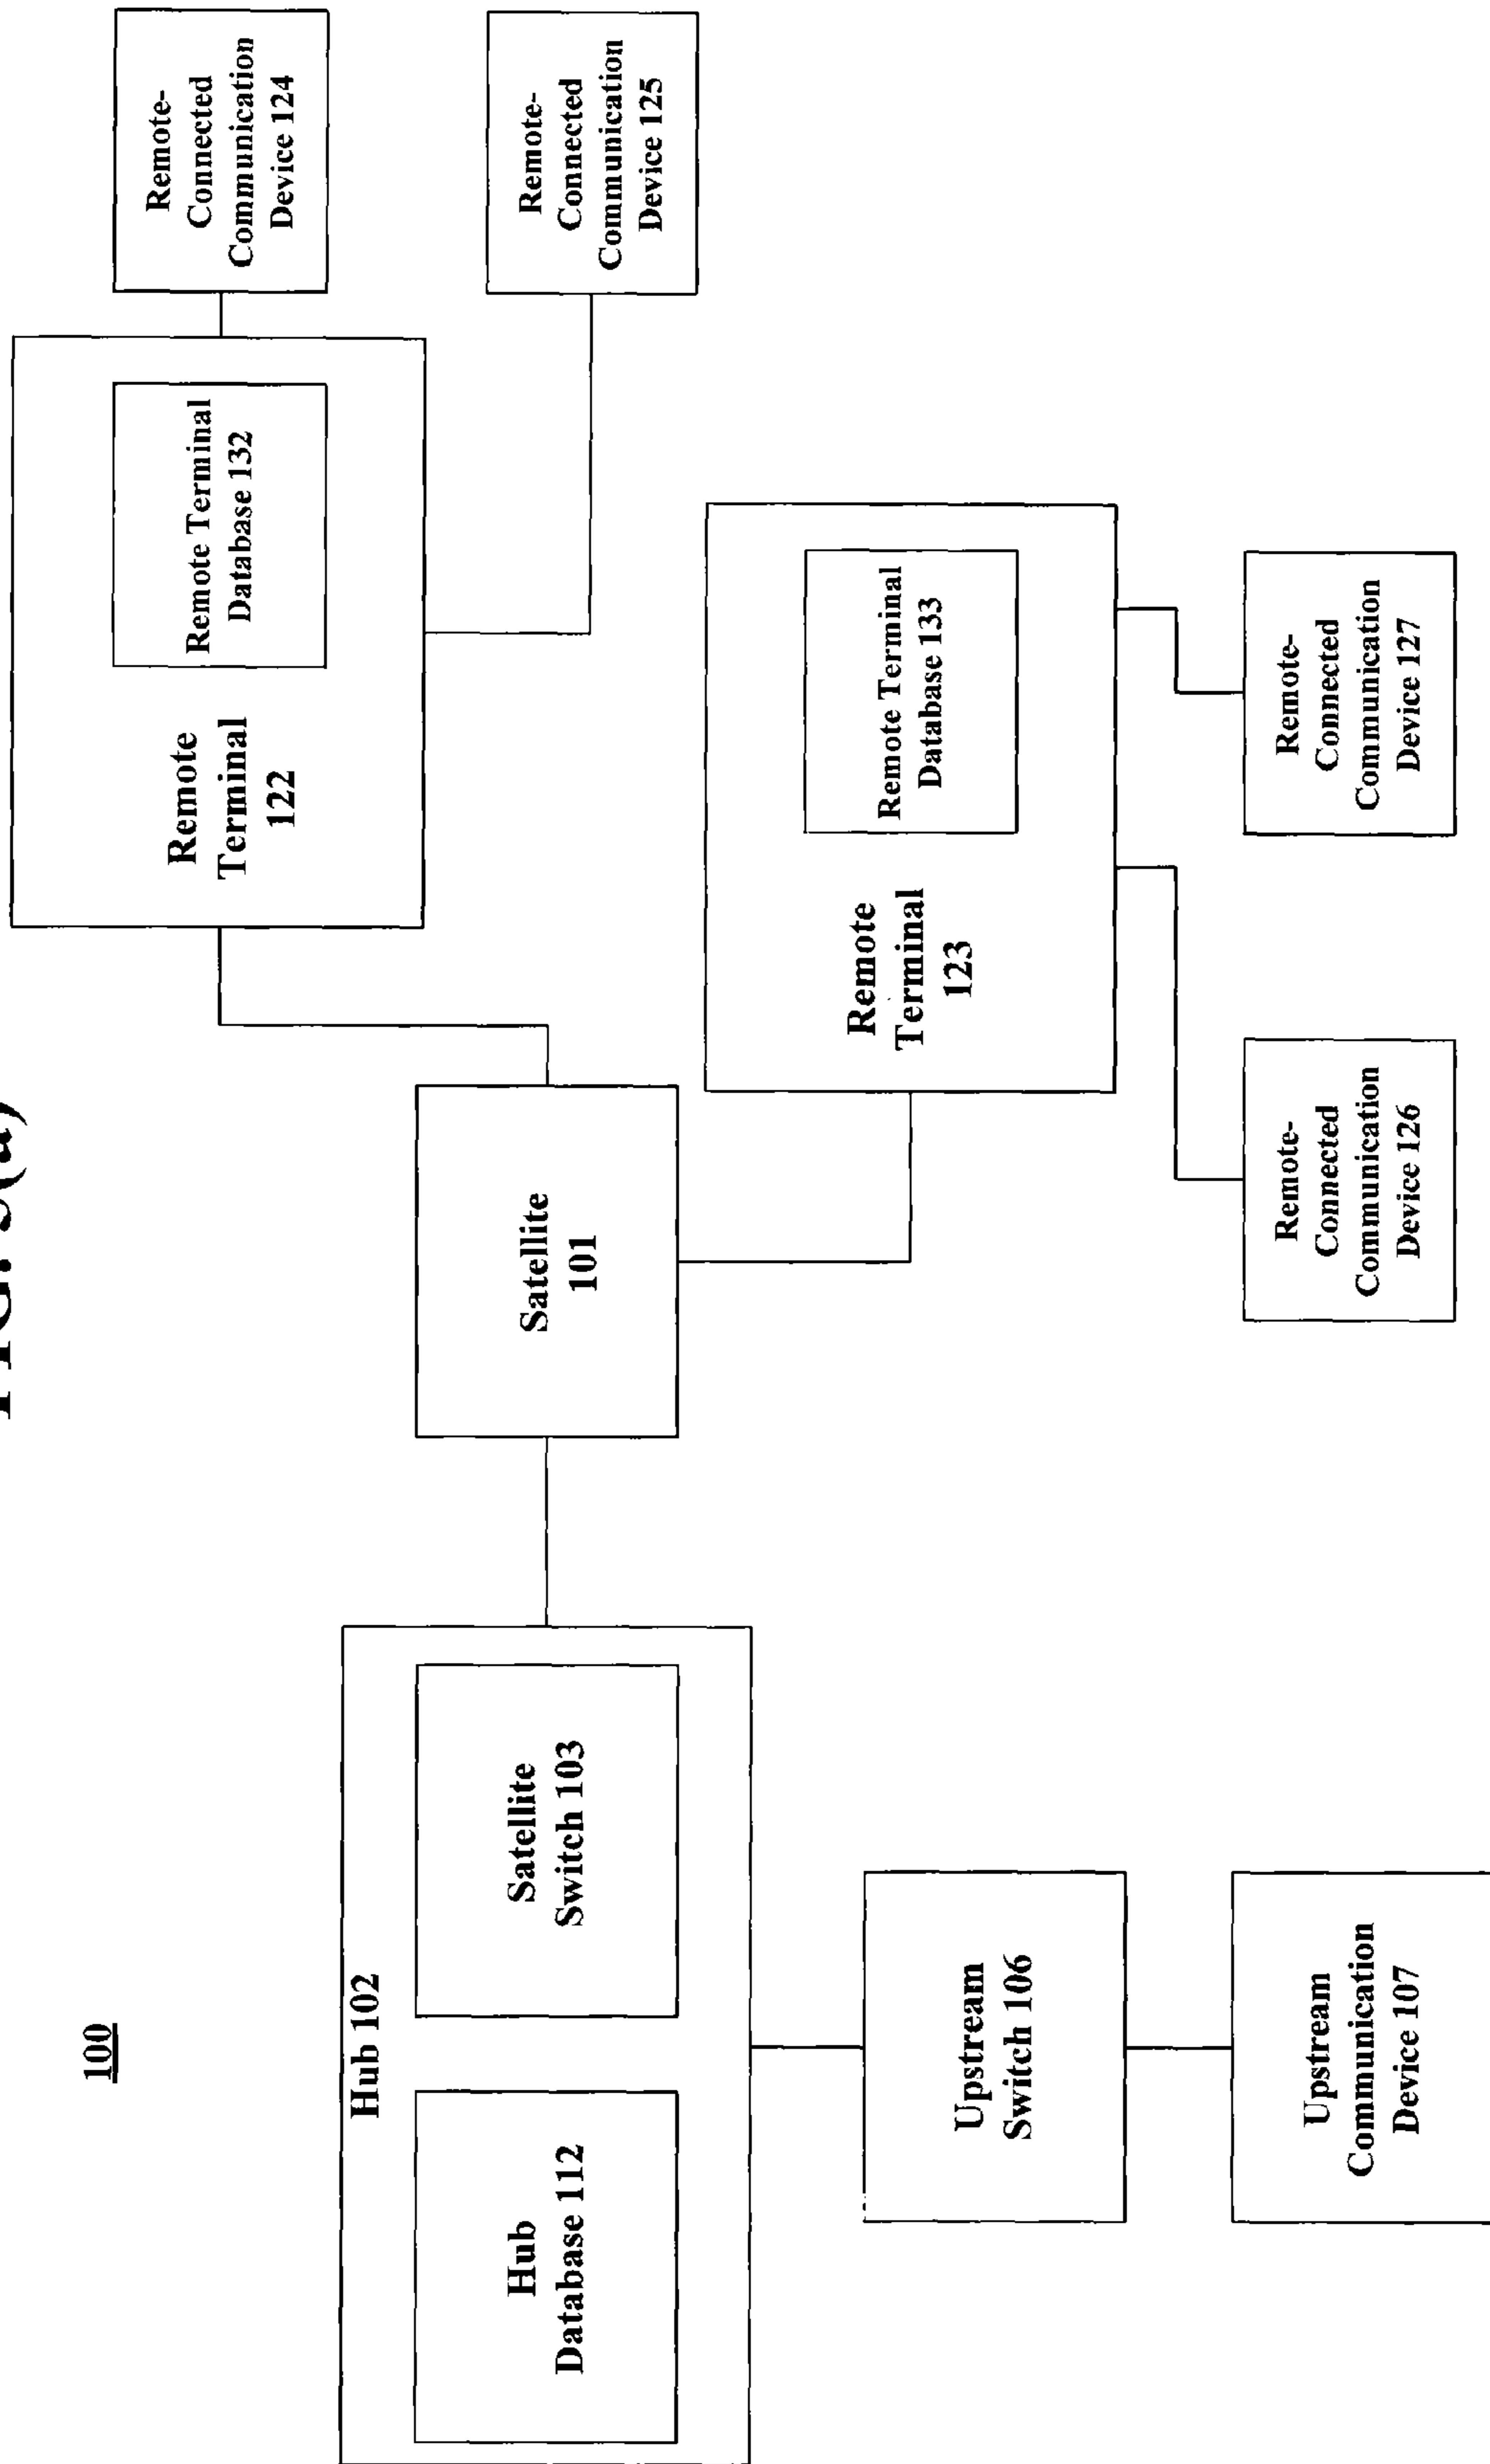 FIG.
100
Hub 102
Hub
Database 112
Satellite
Switch 103
Upstream
Switch 106
Upstream
Communication
Device 107
Satellite
101
Remote
Terminal
122
Remote Terminal
Database 132
Remote-
Connected
Communication
Device 124
Remote-
Connected
Communication
Device 125
Remote
Terminal
123
Remote Terminal
Database 133
Remote-
Connected
Communication
Device 126
Remote-
Connected
Communication
Device 127